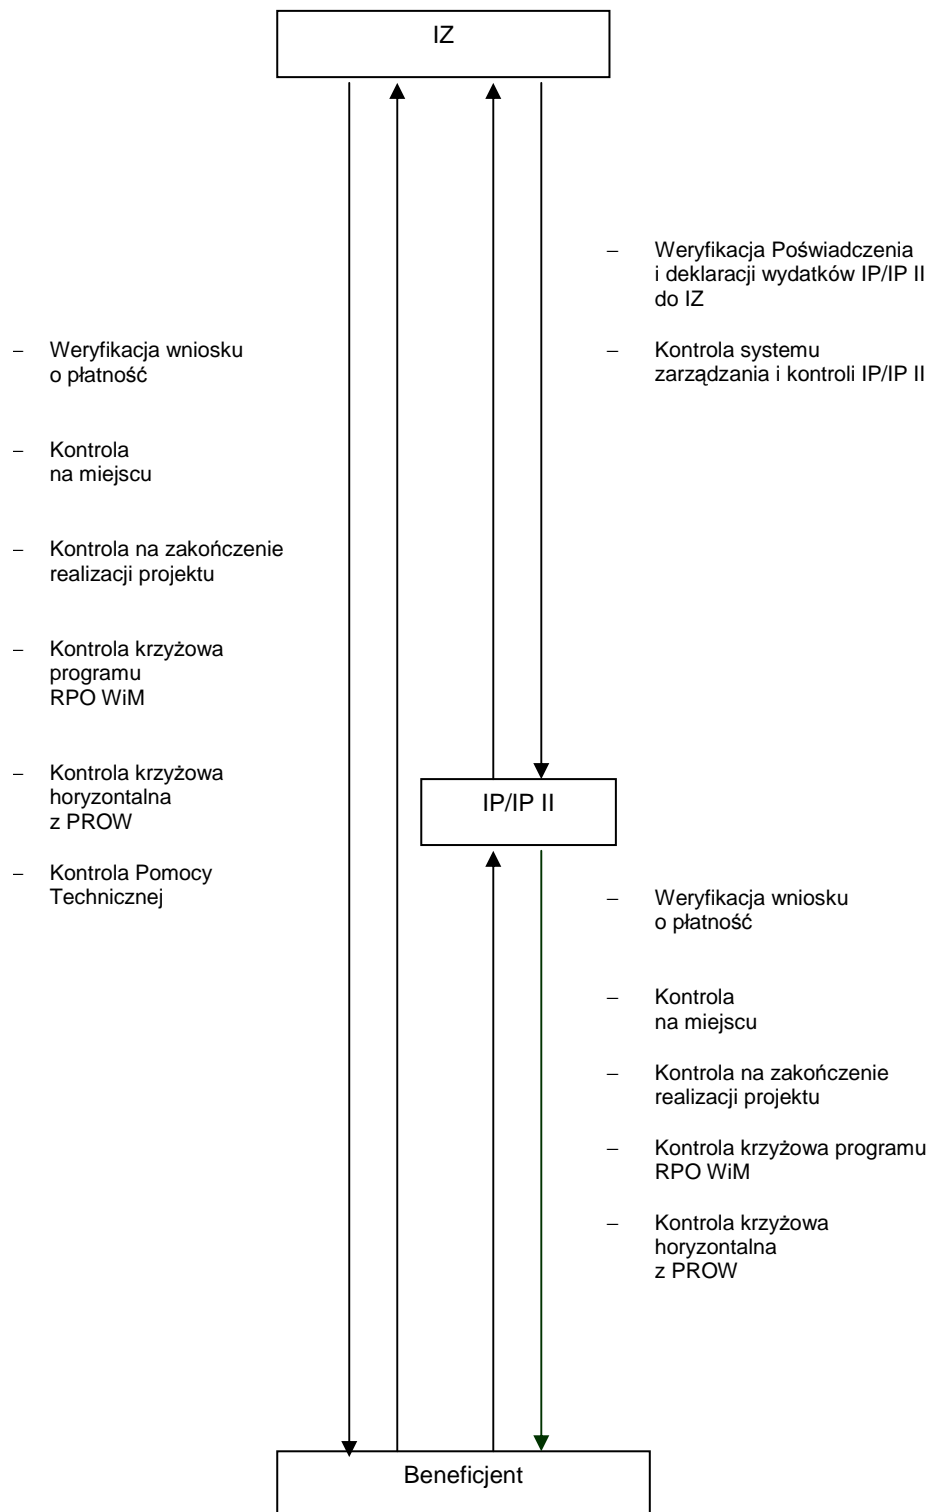 IZ
– Weryfikacja Poświadczenia
i deklaracji wydatków IP/IP II
do IZ
– Kontrola systemu
zarządzania i kontroli IP/IP II
– Weryfikacja wniosku
o płatność
– Kontrola
na miejscu
– Kontrola na zakończenie
realizacji projektu
– Kontrola krzyżowa
programu
RPO WiM
– Kontrola krzyżowa
horyzontalna
z PROW
– Kontrola Pomocy
Technicznej
IP/IP II
– Weryfikacja wniosku
o płatność
– Kontrola
na miejscu
– Kontrola na zakończenie
realizacji projektu
– Kontrola krzyżowa programu
RPO WiM
– Kontrola krzyżowa
horyzontalna
z PROW
Beneficjent